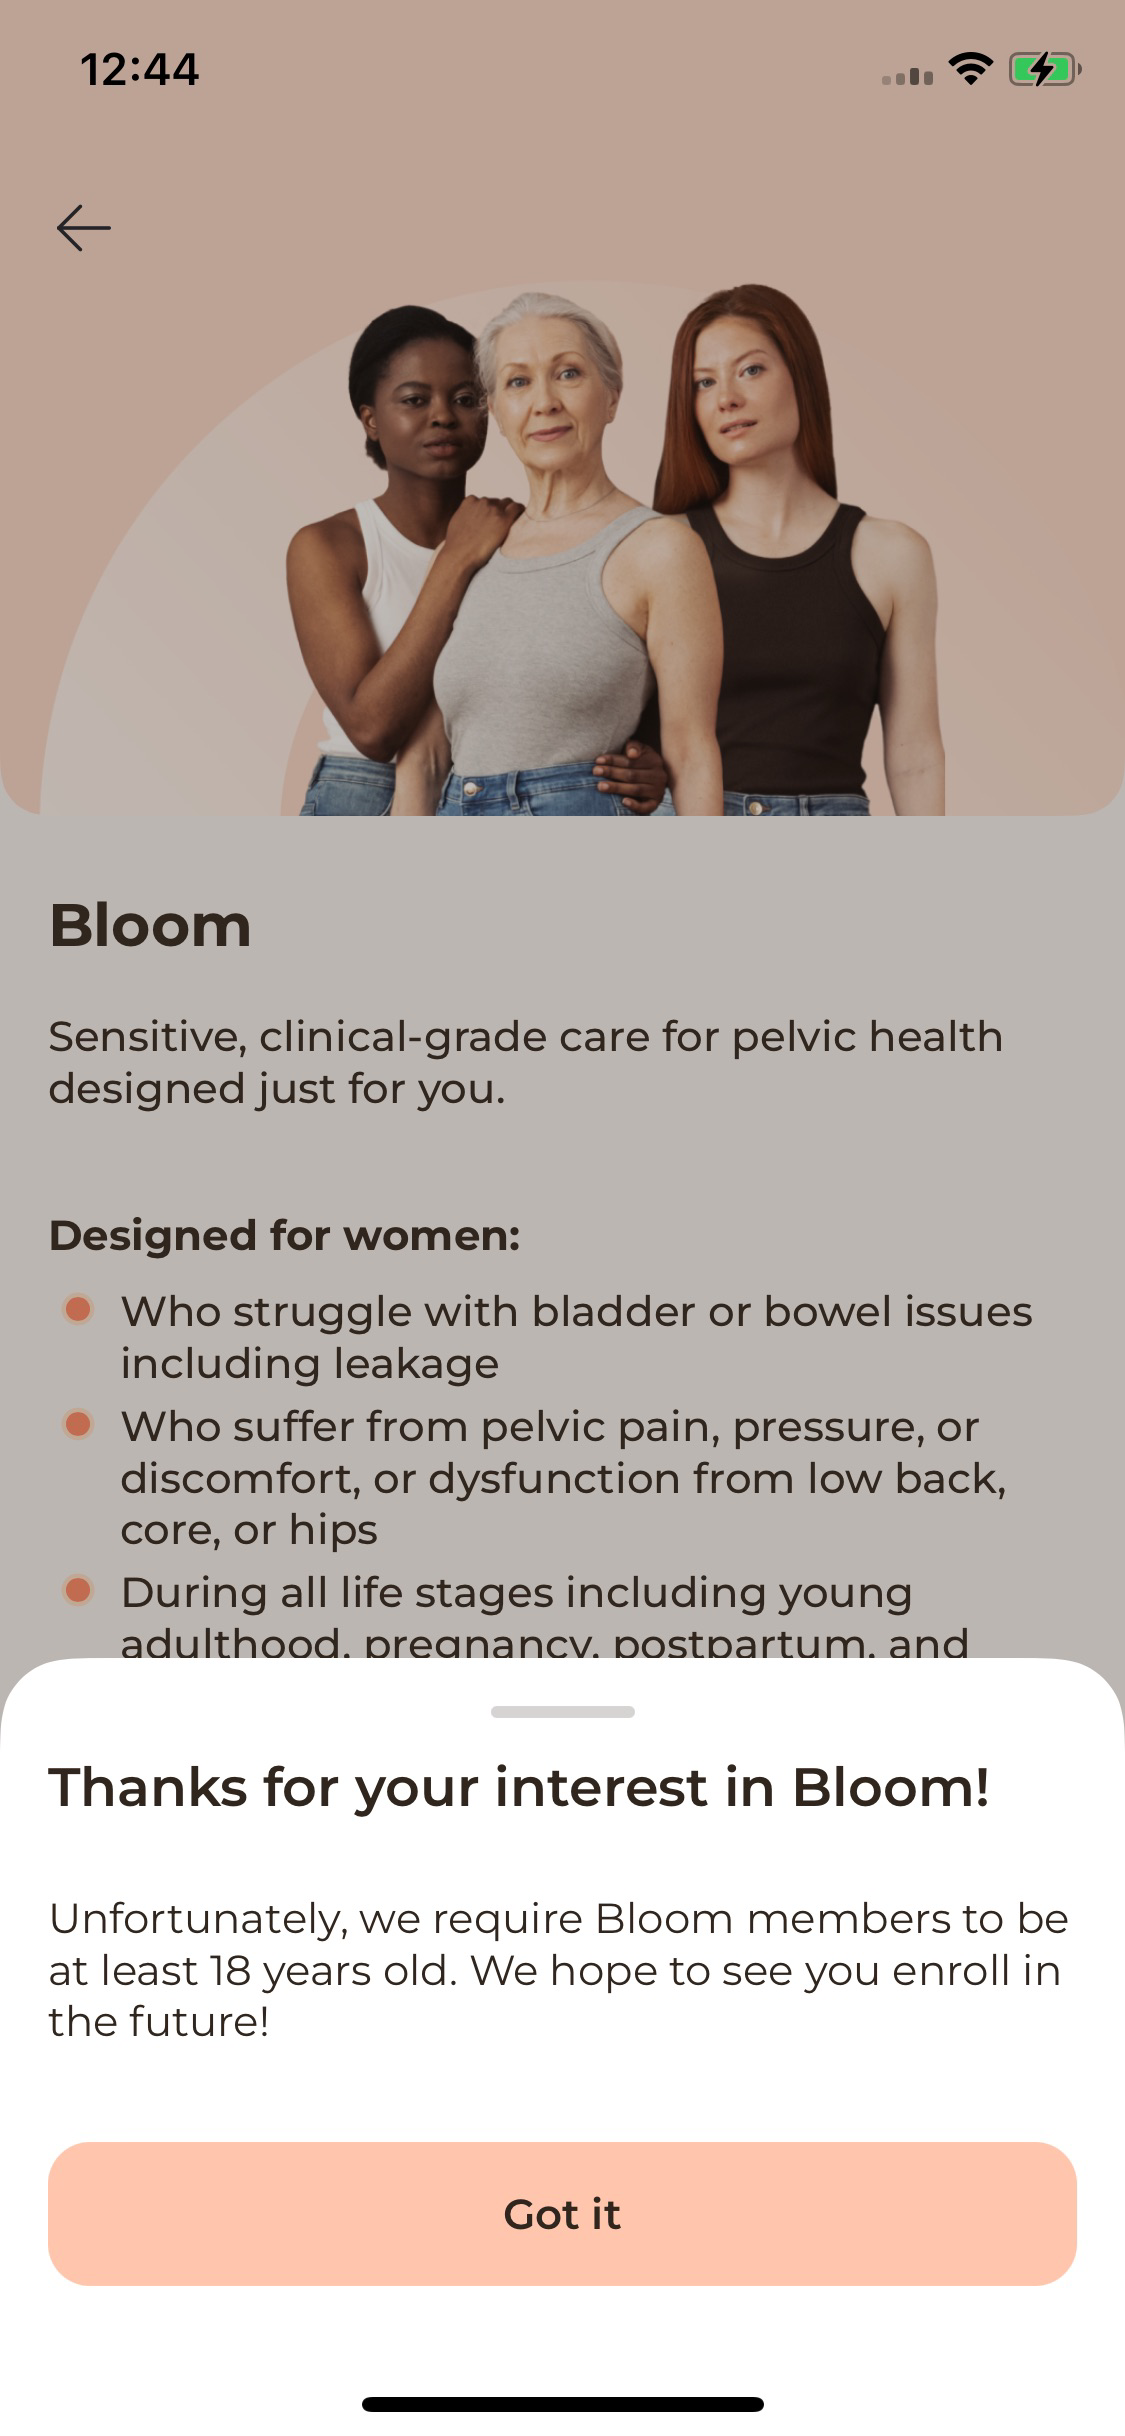 12:44
Bloom
Sensitive, clinical-grade care for pelvic health
designed just for you.
Designed for women:
Who struggle with bladder or bowel issues
including leakage
Who suffer from pelvic pain, pressure, or
discomfort, or dysfunction from low back,
core, or hips
During all life stages including young
adulthood, pregnancy, postpartum, and
Thanks for your interest in Bloom!
Unfortunately, we require Bloom members to be
at least 18 years old. We hope to see you enroll in
the future!
Got it